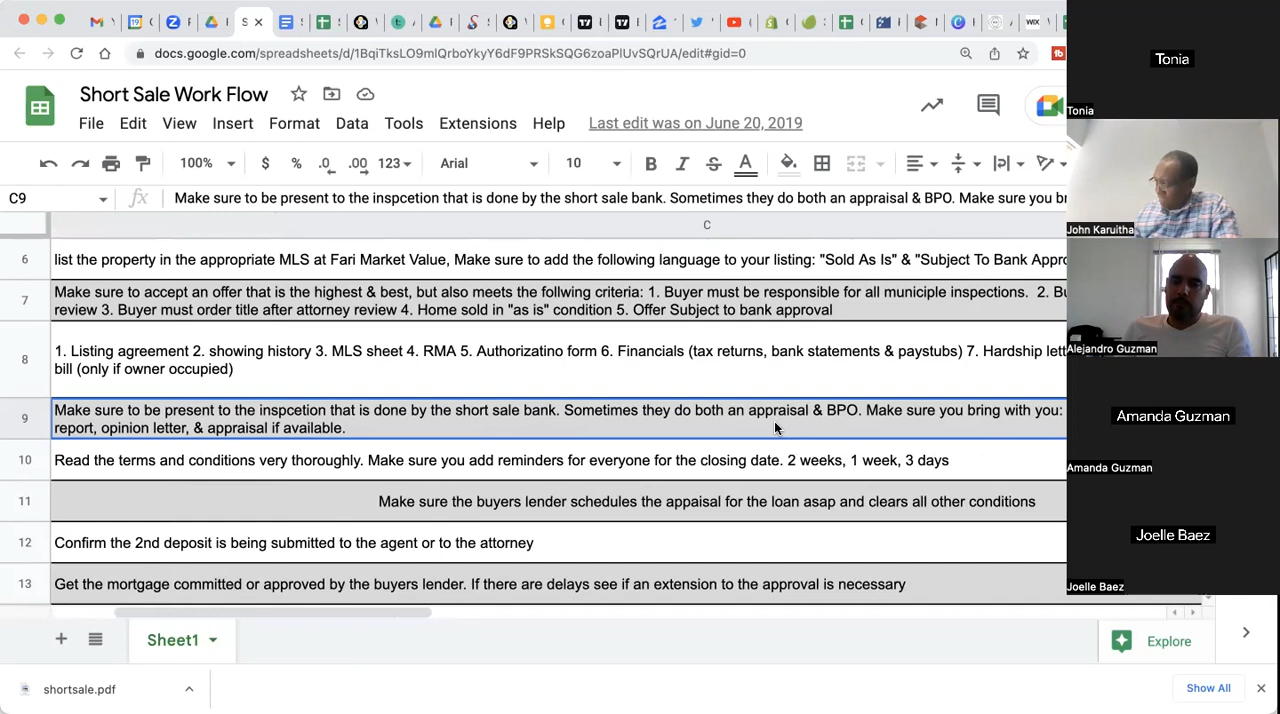 docs.google.com/spreadsheets/d/1BqiTksLO9mlQrboYkyY6dF9PRSkSQG6zoaPlUvSQrUA/edit#gid=0
Short Sale Work Flow
File Edit View Insert Format Data Tools Extensions Help Last edit was on June 20, 2019
100% $ % .0 .00 123 Arial 10 B I S A
C9 fx Make sure to be present to the inspcetion that is done by the short sale bank. Sometimes they do both an appraisal & BPO. Make sure you br
C
6 list the property in the appropriate MLS at Fari Market Value, Make sure to add the following language to your listing: "Sold As Is" & "Subject To Bank Appro
7 Make sure to accept an offer that is the highest & best, but also meets the follwing criteria: 1. Buyer must be responsible for all municiple inspections. 2. Bu
review 3. Buyer must order title after attorney review 4. Home sold in "as is" condition 5. Offer Subject to bank approval
8 1. Listing agreement 2. showing history 3. MLS sheet 4. RMA 5. Authorizatino form 6. Financials (tax returns, bank statements & paystubs) 7. Hardship lett
bill (only if owner occupied)
9 Make sure to be present to the inspcetion that is done by the short sale bank. Sometimes they do both an appraisal & BPO. Make sure you bring with you:
report, opinion letter, & appraisal if available.
10 Read the terms and conditions very thoroughly. Make sure you add reminders for everyone for the closing date. 2 weeks, 1 week, 3 days
11 Make sure the buyers lender schedules the appaisal for the loan asap and clears all other conditions
12 Confirm the 2nd deposit is being submitted to the agent or to the attorney
13 Get the mortgage committed or approved by the buyers lender. If there are delays see if an extension to the approval is necessary
Sheet1
Explore
shortsale.pdf
Show All
Tonia
Tonia
John Karuitha
Alejandro Guzman
Amanda Guzman
Amanda Guzman
Joelle Baez
Joelle Baez